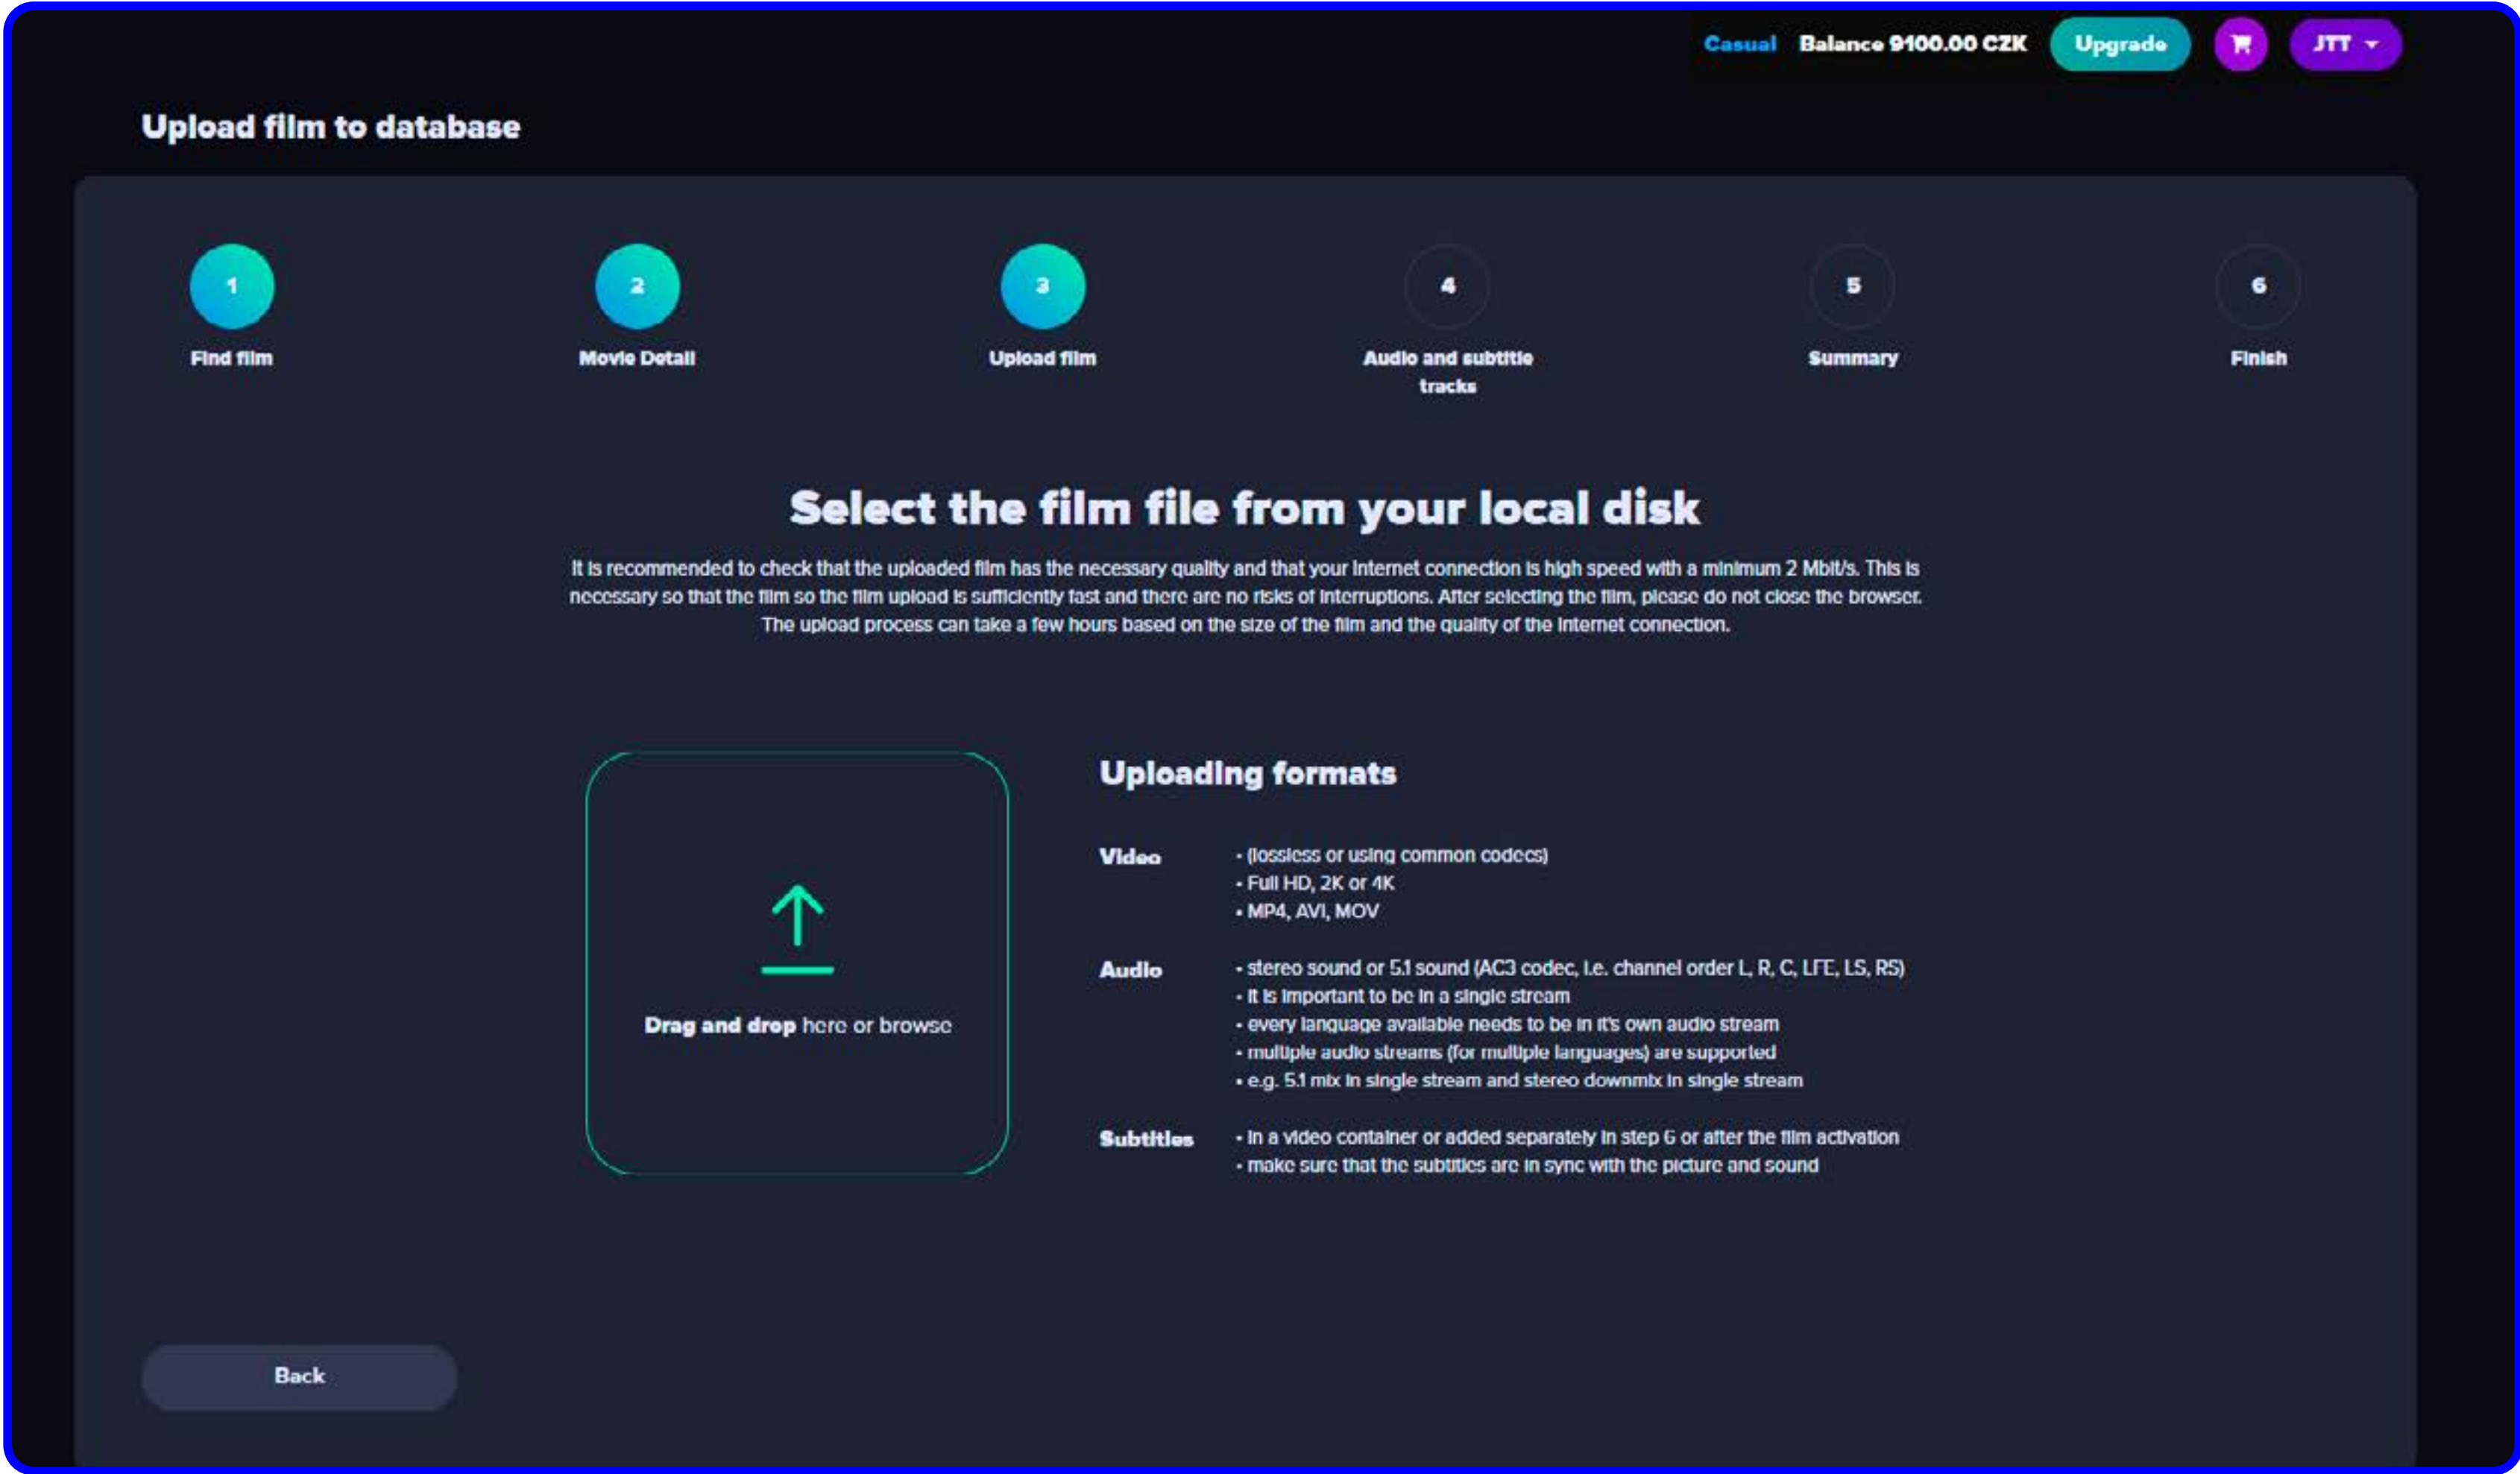 Casual Balance 9100.00 CZK Upgrade JTT
Upload film to database
1 2 3 4 5 6
Find film Movie Detail Upload film Audio and subtitle Summary Finish
tracks
Select the film file from your local disk
It is recommended to check that the uploaded film has the necessary quality and that your Internet connection is high speed with a minimum 2 Mbit/s. This is
necessary so that the film so the film upload is sufficiently fast and there are no risks of interruptions. After selecting the film, please do not close the browser.
The upload process can take a few hours based on the size of the film and the quality of the Internet connection.
Drag and drop here or browse
Uploading formats
Video
- (lossless or using common codecs)
- Full HD, 2K or 4K
- MP4, AVI, MOV
Audio
- stereo sound or 5.1 sound (AC3 codec, i.e. channel order L, R, C, LFE, LS, RS)
- It is important to be in a single stream
- every language available needs to be in it's own audio stream
- multiple audio streams (for multiple languages) are supported
- e.g. 5.1 mix in single stream and stereo downmix in single stream
Subtitles
- In a video container or added separately in step 6 or after the film activation
- make sure that the subtitles are in sync with the picture and sound
Back